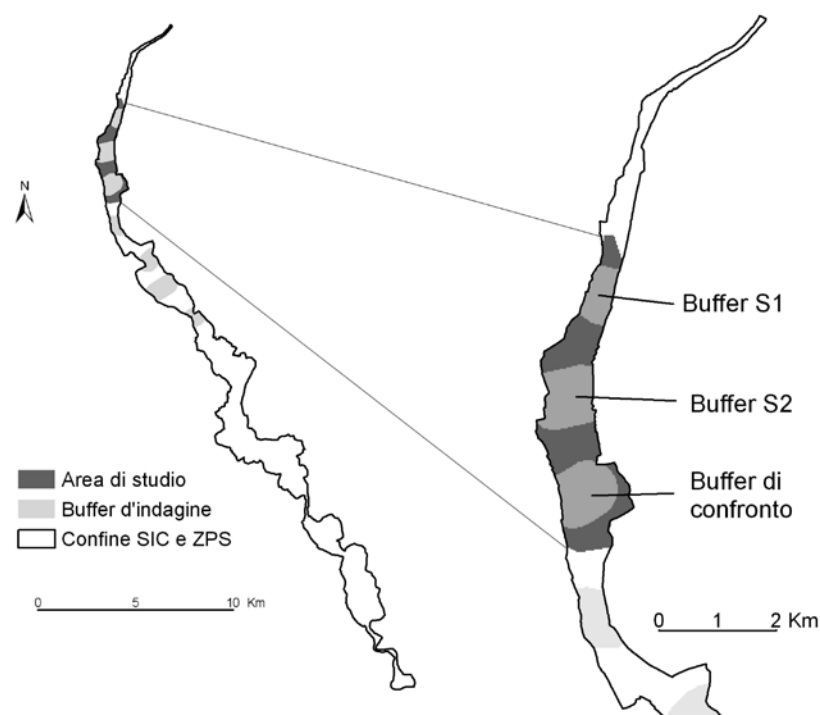 N
Buffer S1
Buffer S2
Buffer di
confronto
Area di studio
Buffer d'indagine
Confine SIC e ZPS
0 5 10 Km
0 1 2 Km